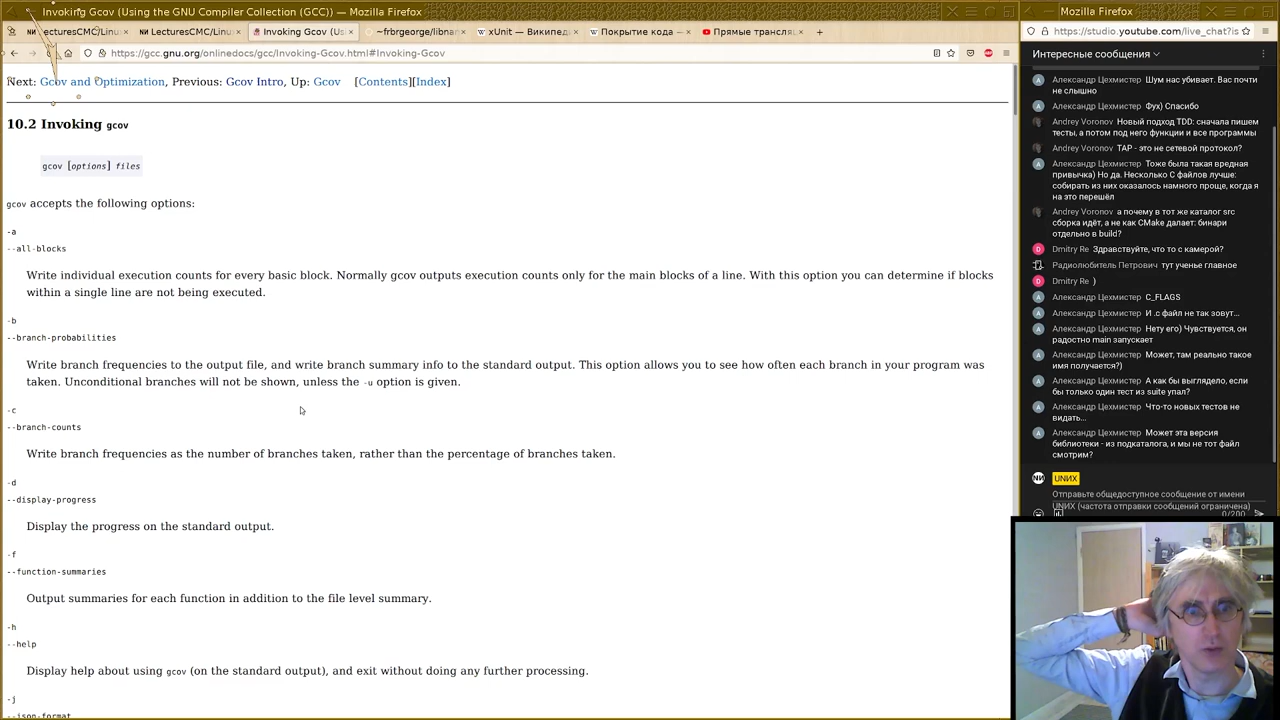 Invoking Gcov (Using the GNU Compiler Collection (GCC)) — Mozilla Firefox
Mozilla Firefox
LecturesCMC/Linu
LecturesCMC/Linu
Invoking Gcov (Us
~frbrgeorge/libnan
xUnit — Википед
Покрытие кода —
Прямые трансляц
https://studio.youtube.com/live_chat?is
https://gcc.gnu.org/onlinedocs/gcc/Invoking-Gcov.html#Invoking-Gcov
Интересные сообщения
Next: Gcov and Optimization, Previous: Gcov Intro, Up: Gcov [Contents][Index]
10.2 Invoking gcov
gcov [options] files
gcov accepts the following options:
-a
--all-blocks
Write individual execution counts for every basic block. Normally gcov outputs execution counts only for the main blocks of a line. With this option you can determine if blocks
within a single line are not being executed.
-b
--branch-probabilities
Write branch frequencies to the output file, and write branch summary info to the standard output. This option allows you to see how often each branch in your program was
taken. Unconditional branches will not be shown, unless the -u option is given.
-c
--branch-counts
Write branch frequencies as the number of branches taken, rather than the percentage of branches taken.
-d
--display-progress
Display the progress on the standard output.
-f
--function-summaries
Output summaries for each function in addition to the file level summary.
-h
--help
Display help about using gcov (on the standard output), and exit without doing any further processing.
-j
--json-format
Александр Цехмистер Шум нас убивает. Вас почти
не слышно
Александр Цехмистер Фух) Спасибо
Andrey Voronov Новый подход TDD: сначала пишем
тесты, а потом под него функции и все программы
Andrey Voronov TAP - это не сетевой протокол?
Александр Цехмистер Тоже была такая вредная
привычка) Но да. Несколько С файлов лучше:
собирать из них оказалось намного проще, когда я
на это перешёл
Andrey Voronov а почему в тот же каталог src
сборка идёт, а не как CMake дает: бинари
отдельно в build?
Dmitry Re Здравствуйте, что то с камерой?
Радиолюбитель Петрович тут ученье главное
Dmitry Re )
Александр Цехмистер C_FLAGS
Александр Цехмистер И .c файл не так зовут...
Александр Цехмистер Нету его) Чувствуется, он
радостно main запускает
Александр Цехмистер Может, там реально такое
имя получается?)
Александр Цехмистер А как бы выглядело, если
бы только один тест из suite упал?
Александр Цехмистер Что-то новых тестов не
видать...
Александр Цехмистер Может эта версия
библиотеки - из подкаталога, и мы не тот файл
смотрим?
UNИX
Отправьте общедоступное сообщение от имени
UNИX (частота отправки сообщений ограничена)
0/200